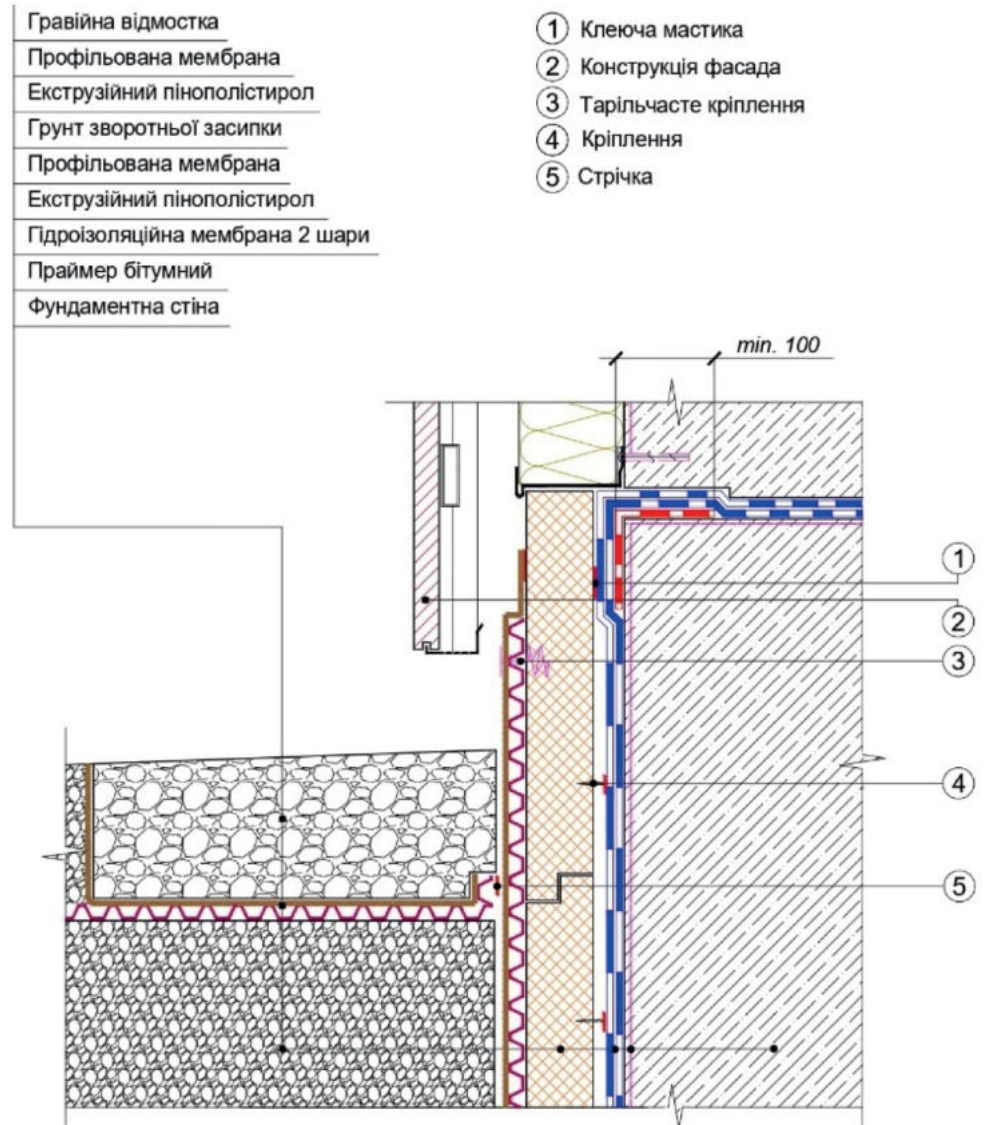 Гравійна відмостка
Профільована мембрана
Екструзійний пінополістирол
Грунт зворотньої засипки
Профільована мембрана
Екструзійний пінополістирол
Гідроізоляційна мембрана 2 шари
Праймер бітумний
Фундаментна стіна
1 Клеюча мастика
2 Конструкція фасада
3 Тарільчасте кріплення
4 Кріплення
5 Стрічка
min. 100
1
2
3
4
5